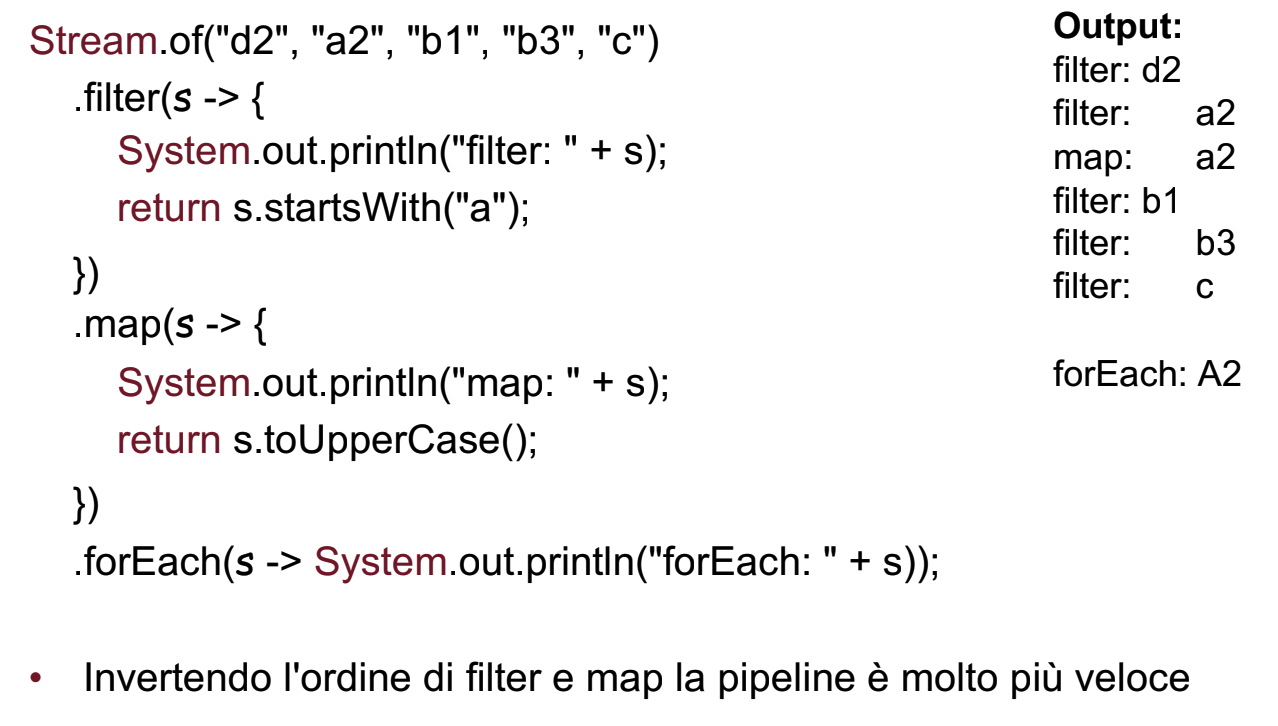 Stream.of("d2", "a2", "b1", "b3", "c")
.filter(s -> {
System.out.println("filter: " + s);
return s.startsWith("a");
})
.map(s -> {
System.out.println("map: " + s);
return s.toUpperCase();
})
.forEach(s -> System.out.println("forEach: " + s));
Output:
filter: d2
filter: a2
map: a2
filter: b1
filter: b3
filter: c
forEach: A2
• Invertendo l'ordine di filter e map la pipeline è molto più veloce